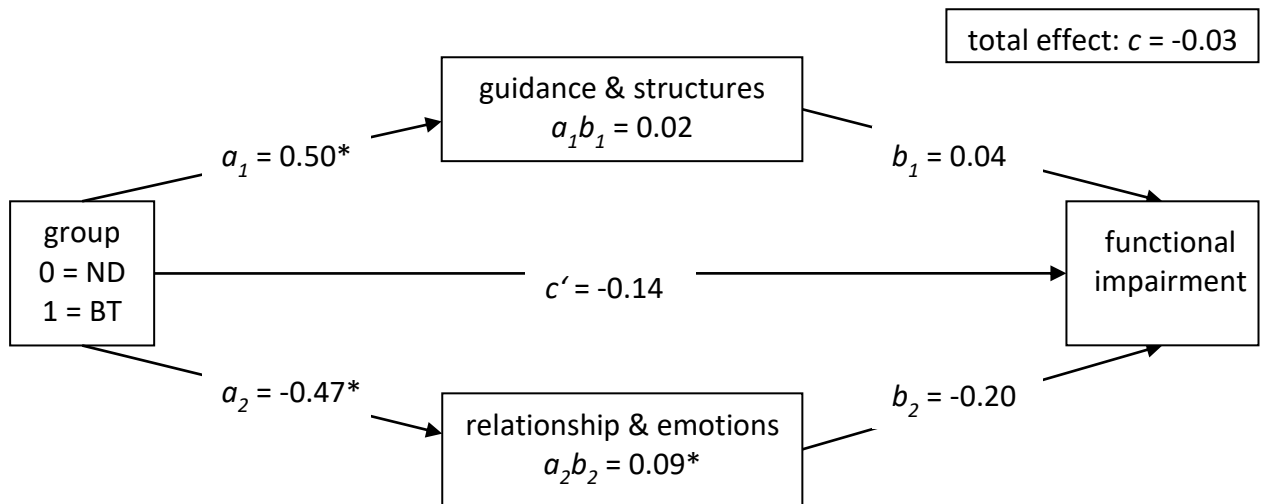 total effect: c = -0.03
guidance & structures
a₁b₁ = 0.02
a₁ = 0.50*
b₁ = 0.04
group
0 = ND
1 = BT
functional
impairment
c‘ = -0.14
a₂ = -0.47*
b₂ = -0.20
relationship & emotions
a₂b₂ = 0.09*